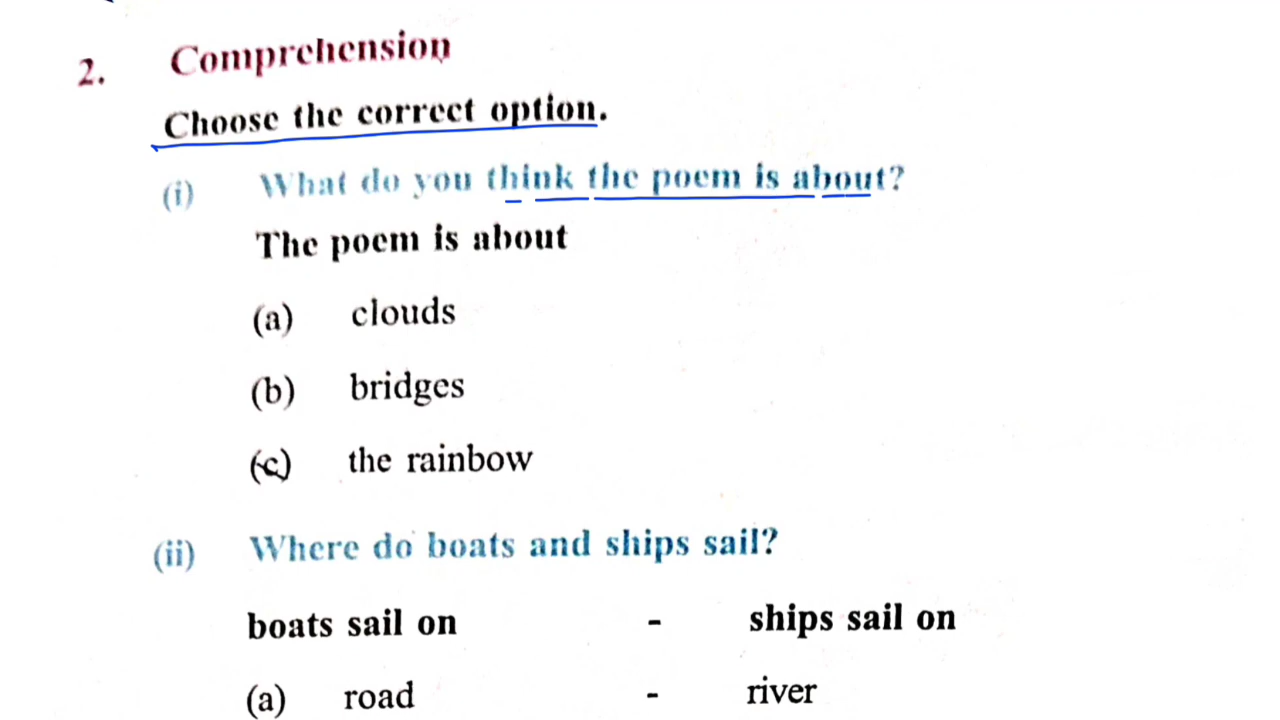 2. Comprehension
Choose the correct option.
(i) What do you think the poem is about?
The poem is about
(a) clouds
(b) bridges
(c) the rainbow
(ii) Where do boats and ships sail?
boats sail on - ships sail on
(a) road - river